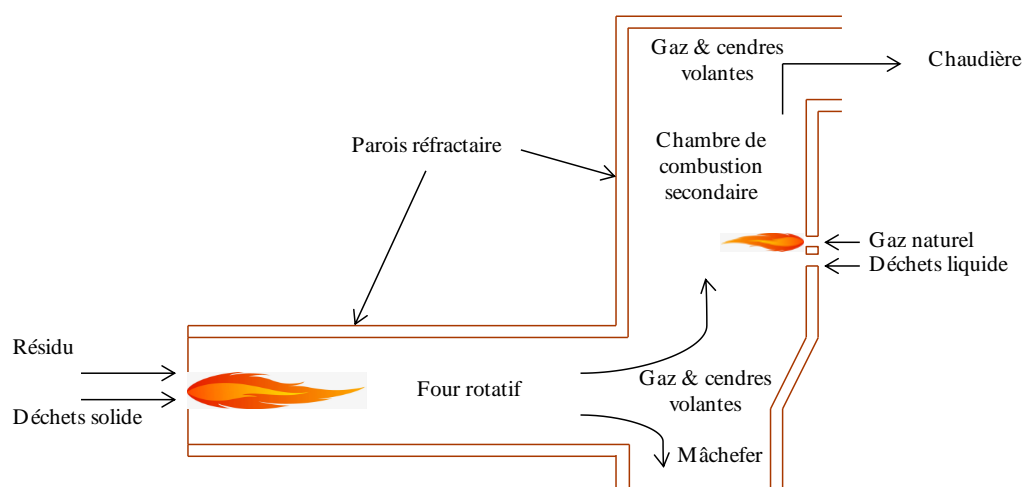 Gaz & cendres
volantes
Chaudière
Parois réfractaire
Chambre de
combustion
secondaire
Gaz naturel
Déchets liquide
Résidu
Déchets solide
Four rotatif
Gaz & cendres
volantes
Mâchefer